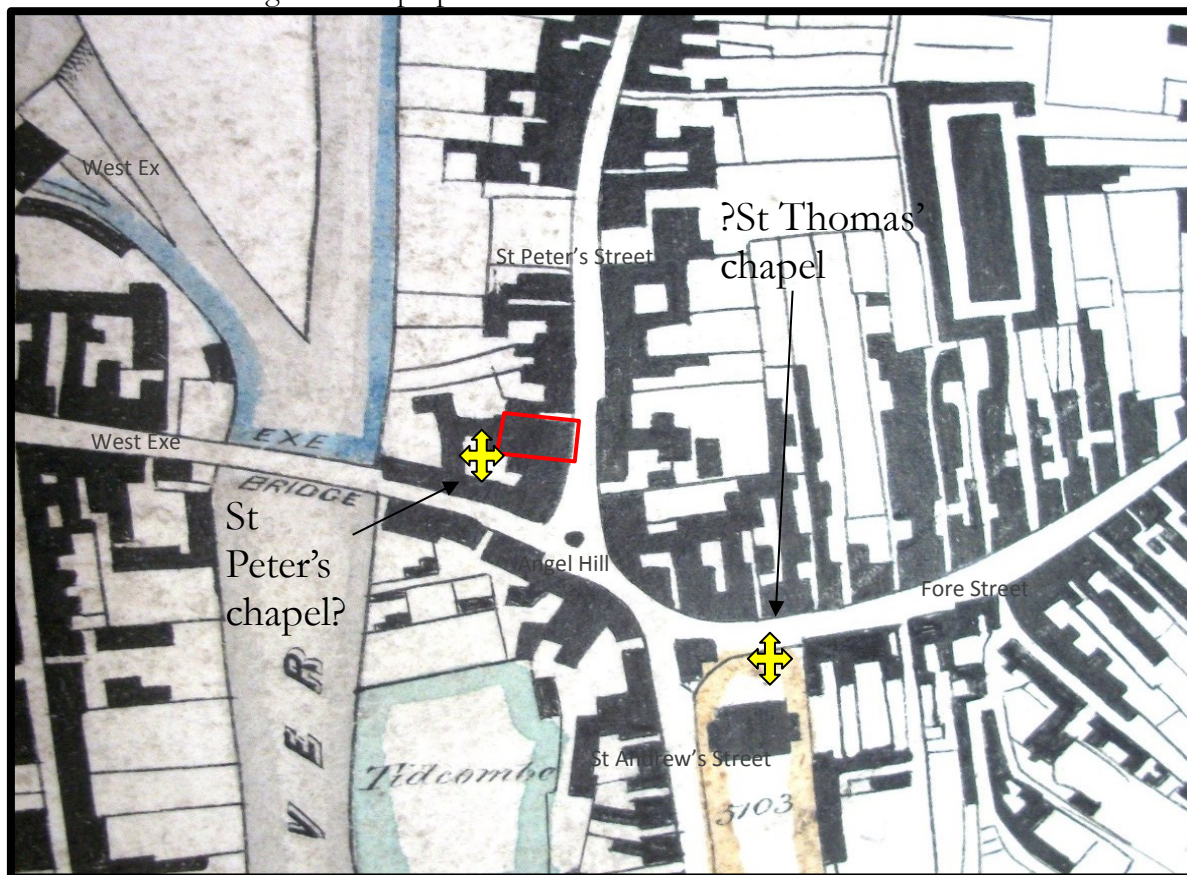 West Ex
?St Thomas'
chapel
St Peter's Street
West Exe
EXE
BRIDGE
St
Peter's
chapel?
Angel Hill
Fore Street
VER
St Andrew's Street
Tidcombe
5103